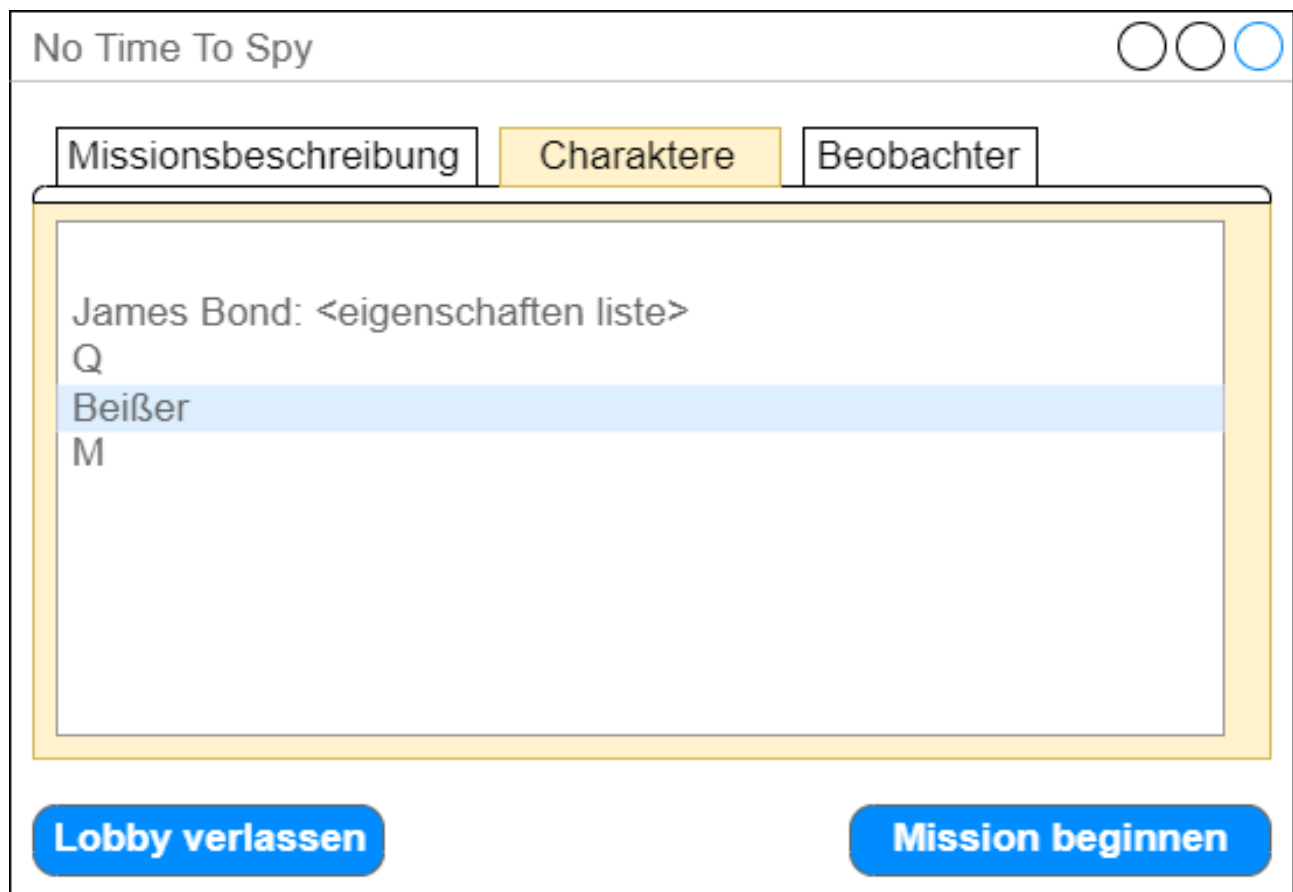 No Time To Spy
Missionsbeschreibung Charaktere Beobachter
James Bond: <eigenschaften liste>
Q
Beißer
M
Lobby verlassen Mission beginnen